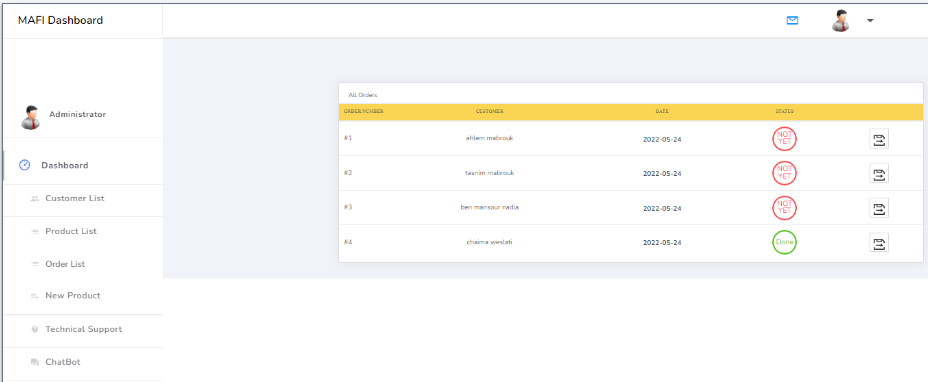 MAFI Dashboard
Administrator
Dashboard
Customer List
Product List
Order List
New Product
Technical Support
ChatBot
All Orders
ORDER NUMBER CUSTOMER DATE STATUS
#1 ahlem mabrouk 2022-05-24 NOT YET
#2 tasnim mabrouk 2022-05-24 NOT YET
#3 ben mansour nadia 2022-05-24 NOT YET
#4 chaima weslati 2022-05-24 Done